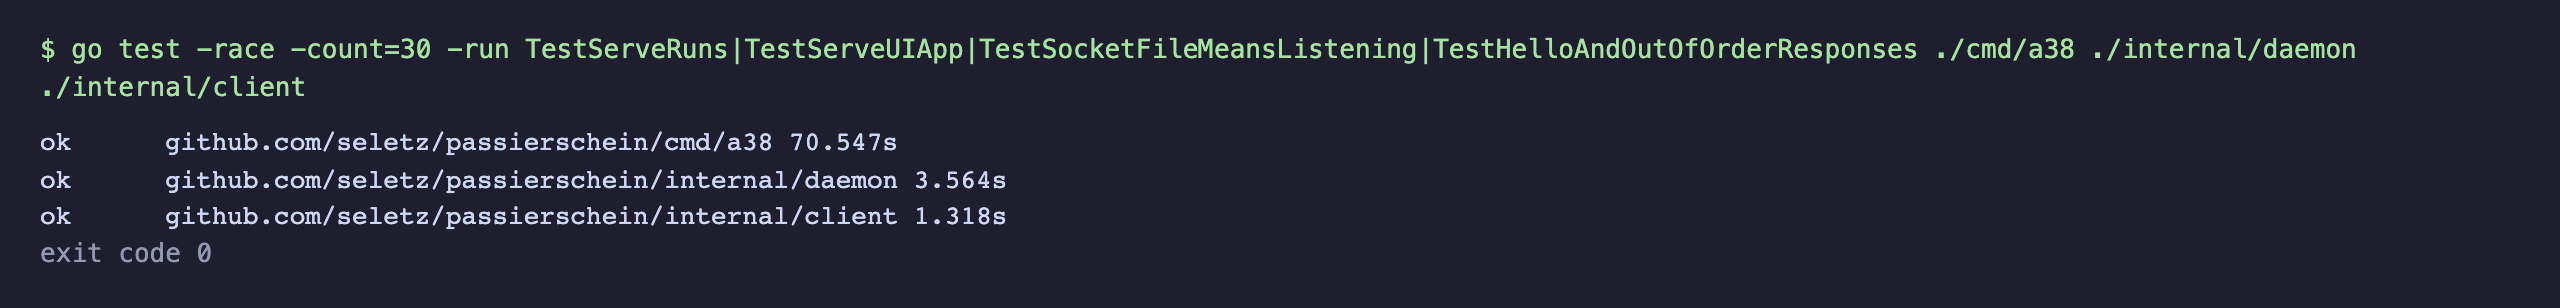 $ go test -race -count=30 -run TestServeRuns|TestServeUIApp|TestSocketFileMeansListening|TestHelloAndOutOfOrderResponses ./cmd/a38 ./internal/daemon
./internal/client
ok      github.com/seletz/passierschein/cmd/a38 70.547s
ok      github.com/seletz/passierschein/internal/daemon 3.564s
ok      github.com/seletz/passierschein/internal/client 1.318s
exit code 0